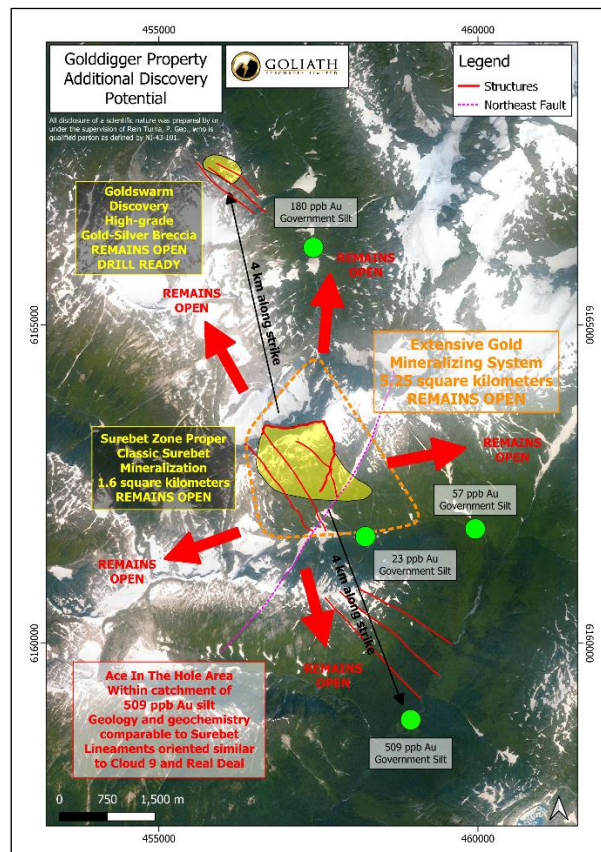 455000
460000
Golddigger Property
Additional Discovery
Potential
All disclosure of a scientific nature was prepared by or
under the supervision of Rein Turna, P. Geo., who is
qualified person as defined by NI-43-101.
GOLIATH
RESOURCES LIMITED
Legend
Structures
Northeast Fault
Goldswarm
Discovery
High-grade
Gold-Silver Breccia
REMAINS OPEN
DRILL READY
180 ppb Au
Government Silt
REMAINS
OPEN
REMAINS
OPEN
4 km along strike
6165000
6165000
Extensive Gold
Mineralizing System
5.25 square kilometers
REMAINS OPEN
Surebet Zone Proper
Classic Surebet
Mineralization
1.6 square kilometers
REMAINS OPEN
REMAINS
OPEN
57 ppb Au
Government Silt
23 ppb Au
Government Silt
REMAINS
OPEN
4 km along strike
REMAINS
OPEN
6160000
6160000
Ace In The Hole Area
Within catchment of
509 ppb Au silt
Geology and geochemistry
comparable to Surebet
Lineaments oriented similar
to Cloud 9 and Real Deal
509 ppb Au
Government Silt
0 750 1,500 m
455000
460000